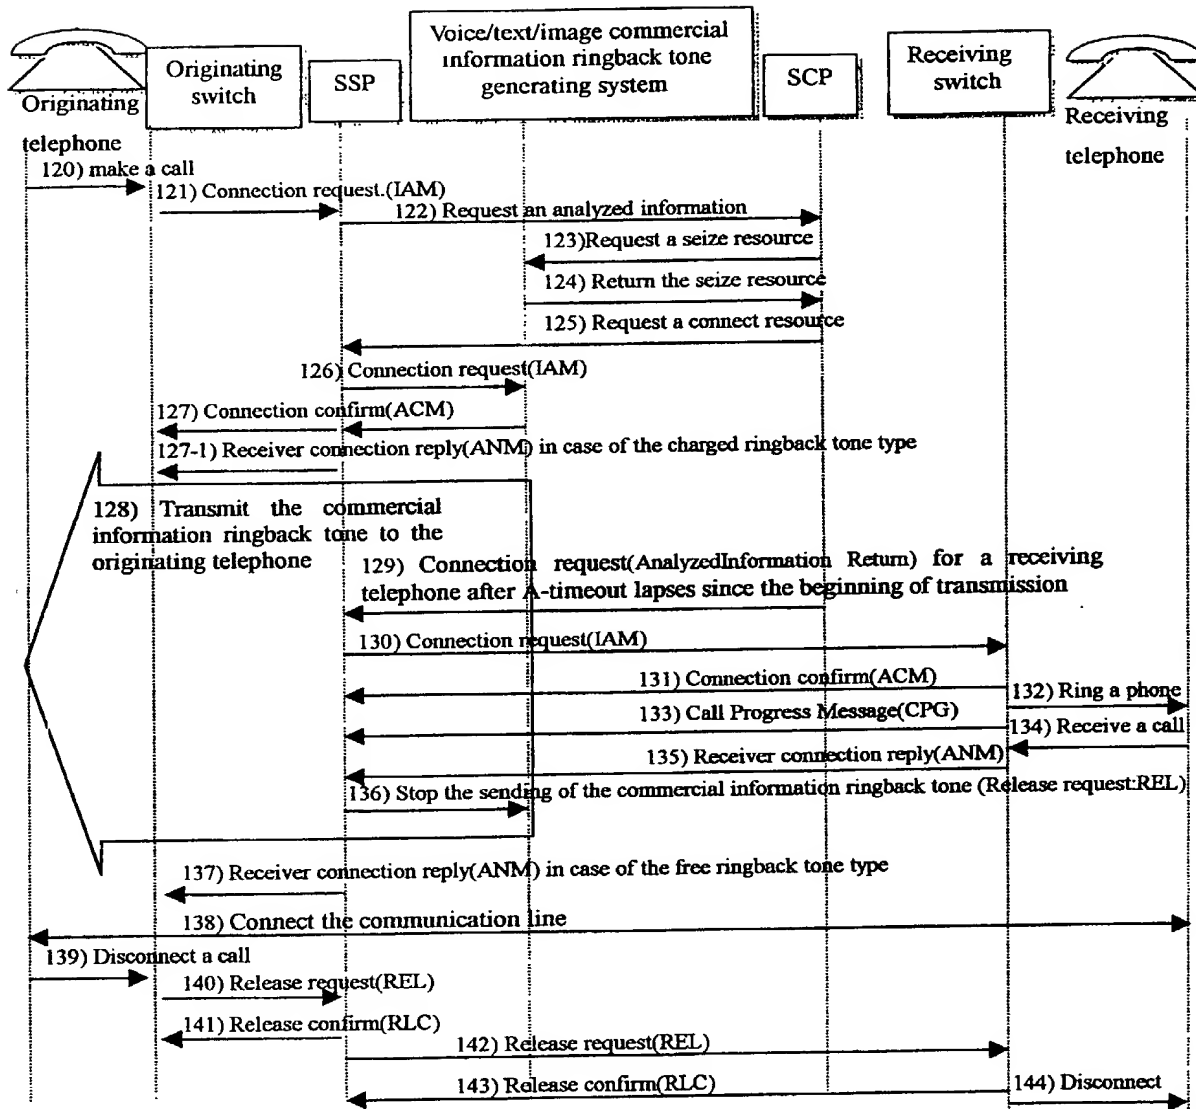 Voice/text/image commercial
information ringback tone
generating system
Originating
switch
SSP
SCP
Receiving
switch
Originating
telephone
Receiving
telephone
120) make a call
121) Connection request.(IAM)
122) Request an analyzed information
123)Request a seize resource
124) Return the seize resource
125) Request a connect resource
126) Connection request(IAM)
127) Connection confirm(ACM)
127-1) Receiver connection reply(ANM) in case of the charged ringback tone type
128) Transmit the commercial
information ringback tone to the
originating telephone
129) Connection request(AnalyzedInformation Return) for a receiving
telephone after A-timeout lapses since the beginning of transmission
130) Connection request(IAM)
131) Connection confirm(ACM)
132) Ring a phone
133) Call Progress Message(CPG)
134) Receive a call
135) Receiver connection reply(ANM)
136) Stop the sending of the commercial information ringback tone (Release request:REL)
137) Receiver connection reply(ANM) in case of the free ringback tone type
138) Connect the communication line
139) Disconnect a call
140) Release request(REL)
141) Release confirm(RLC)
142) Release request(REL)
143) Release confirm(RLC)
144) Disconnect